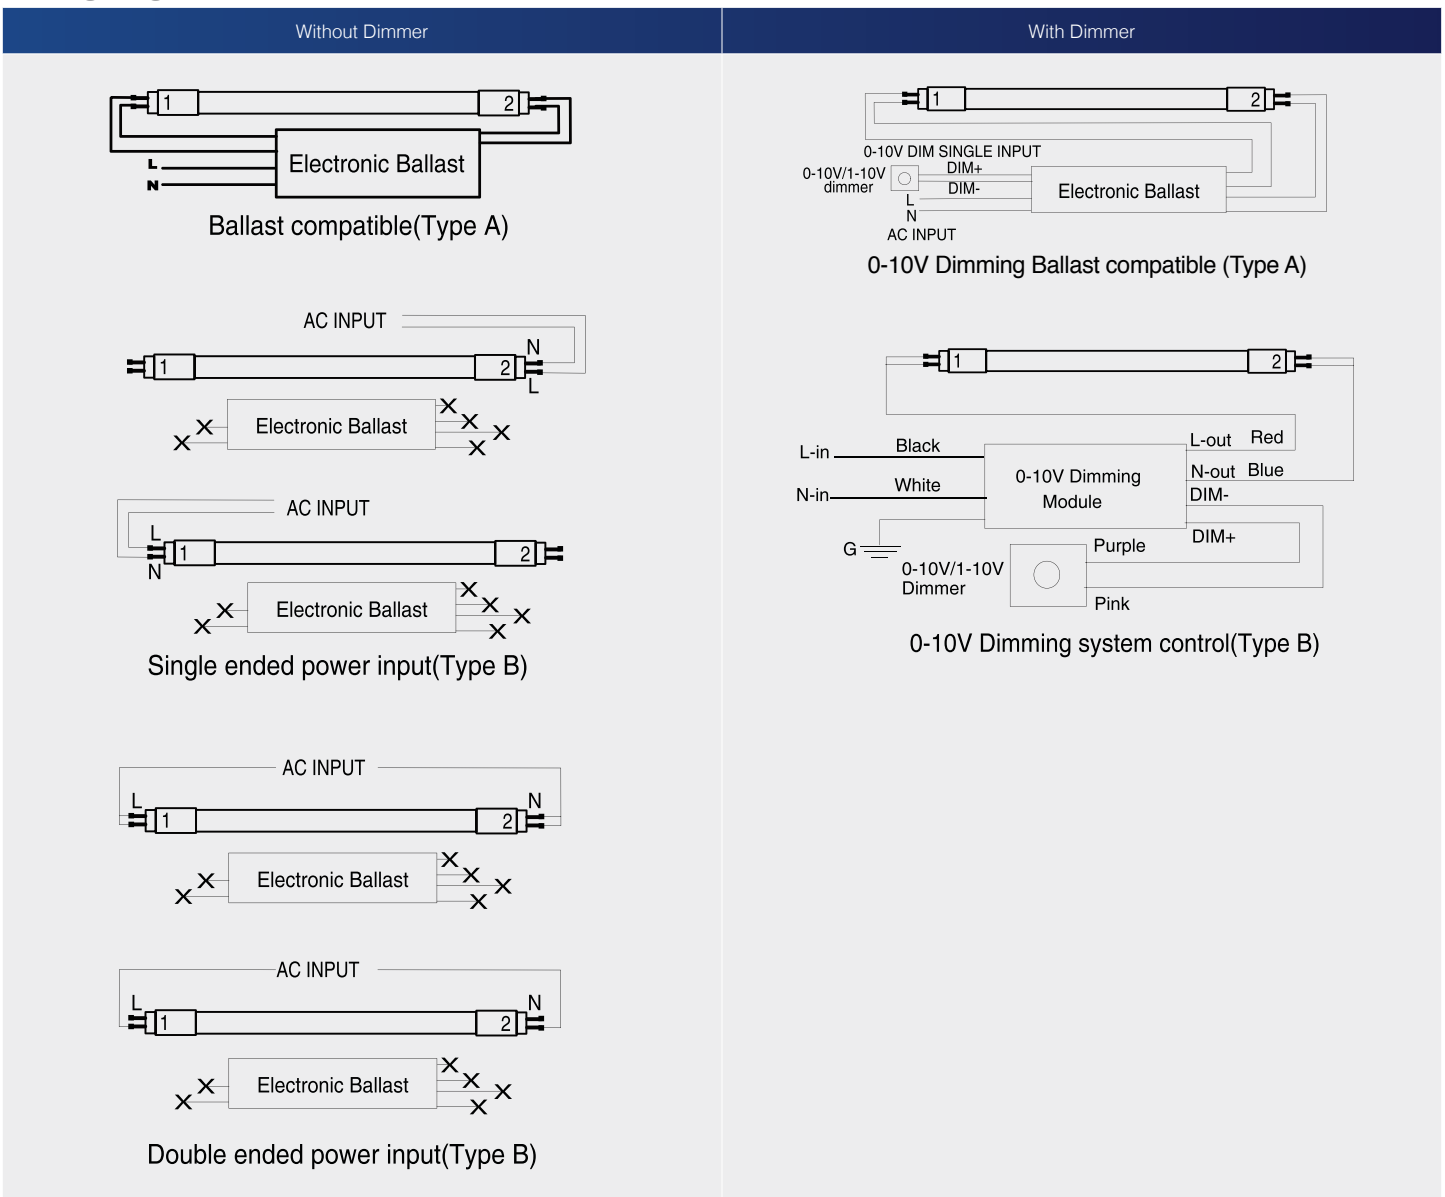 Without Dimmer
1
2
L
N
Electronic Ballast
Ballast compatible(Type A)
AC INPUT
N
1
2
L
Electronic Ballast
AC INPUT
L
1
2
N
Electronic Ballast
Single ended power input(Type B)
AC INPUT
L
N
1
2
Electronic Ballast
AC INPUT
L
N
1
2
Electronic Ballast
Double ended power input(Type B)
With Dimmer
1
2
0-10V DIM SINGLE INPUT
0-10V/1-10V
dimmer
DIM+
DIM-
L
N
AC INPUT
Electronic Ballast
0-10V Dimming Ballast compatible (Type A)
1
2
L-in
Black
N-in
White
0-10V Dimming
Module
L-out Red
N-out Blue
DIM-
DIM+
G
0-10V/1-10V
Dimmer
Purple
Pink
0-10V Dimming system control(Type B)